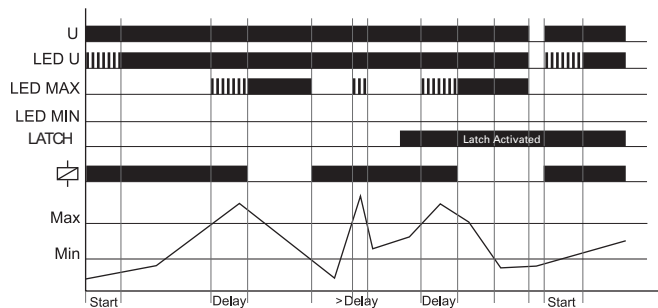 U
LED U
LED MAX
LED MIN
LATCH
Latch Activated
Max
Min
Start
Delay
>Delay
Delay
Start